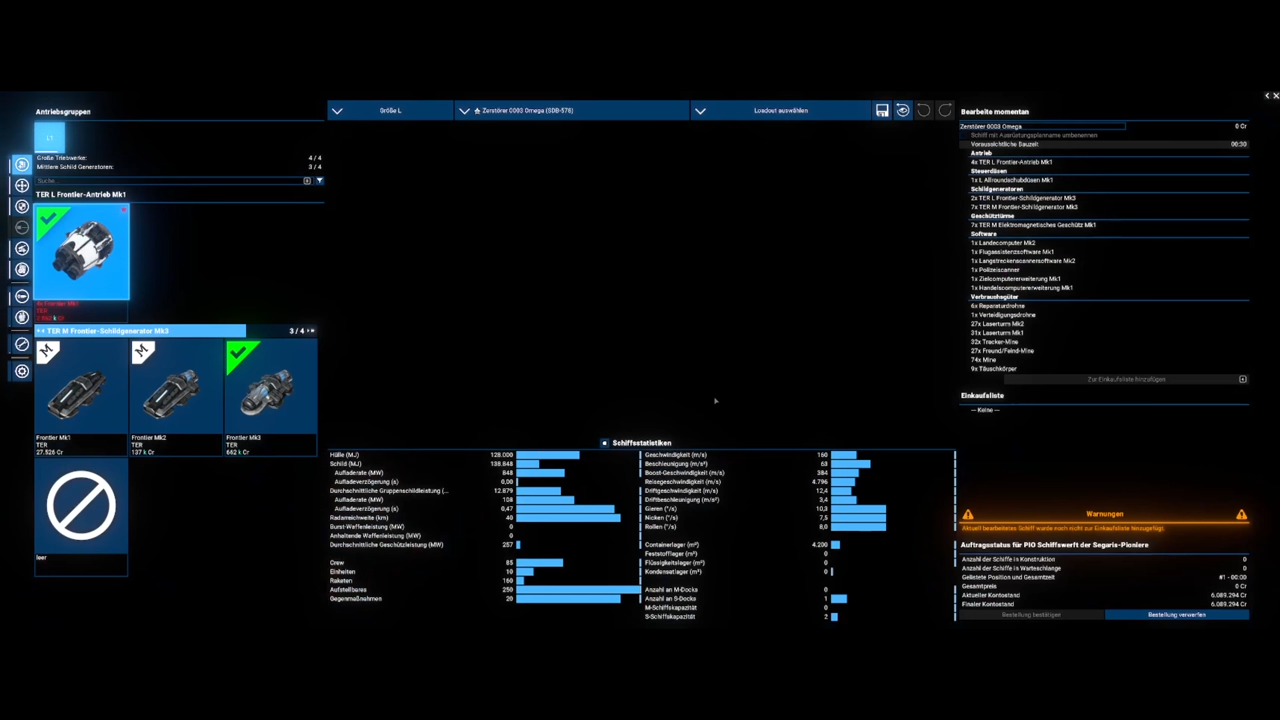 Antriebsgruppen
L1
Große Triebwerke: 4/4
Mittlere Schild Generatoren: 3/4
Suche...
TER L Frontier-Antrieb Mk1
4x Frontier Mk1
TER
TER M Frontier-Schildgenerator Mk3 3/4
Frontier Mk1
TER
27.526 Cr
Frontier Mk2
TER
137 k Cr
Frontier Mk3
TER
662 k Cr
leer
Größe L
Zerstörer 0003 Omega (SDB-576)
Loadout auswählen
Schiffsstatistiken
Hülle (MJ) 128.000
Schild (MJ) 138.848
Aufladerate (MW) 848
Aufladeverzögerung (s) 0,00
Durchschnittliche Gruppenschildleistung (... 12.879
Aufladerate (MW) 108
Aufladeverzögerung (s) 0,47
Radarreichweite (km) 40
Burst-Waffenleistung (MW) 0
Anhaltende Waffenleistung (MW) 0
Durchschnittliche Geschützleistung (MW) 257
Crew 85
Einheiten 10
Raketen 160
Aufstellbares 250
Gegenmaßnahmen 20
Geschwindigkeit (m/s) 160
Beschleunigung (m/s²) 63
Boost-Geschwindigkeit (m/s) 384
Reisegeschwindigkeit (m/s) 4.796
Driftgeschwindigkeit (m/s) 12,4
Driftbeschleunigung (m/s²) 3,4
Gieren (°/s) 10,3
Nicken (°/s) 7,5
Rollen (°/s) 8,0
Containerlager (m³) 4.200
Feststofflager (m³) 0
Flüssigkeitslager (m³) 0
Kondensatlager (m³) 0
Anzahl an M-Docks 0
Anzahl an S-Docks 1
M-Schiffskapazität 0
S-Schiffskapazität 2
Bearbeite momentan
Zerstörer 0003 Omega 0 Cr
Schiff mit Ausrüstungsplanname umbenennen
Voraussichtliche Bauzeit: 00:30
Antrieb
4x TER L Frontier-Antrieb Mk1
Steuerdüsen
1x L Allroundschubdüsen Mk1
Schildgeneratoren
2x TER L Frontier-Schildgenerator Mk3
7x TER M Frontier-Schildgenerator Mk3
Geschütztürme
7x TER M Elektromagnetisches Geschütz Mk1
Software
1x Landecomputer Mk2
1x Flugassistenzsoftware Mk1
1x Langstreckenscannersoftware Mk2
1x Polizeiscanner
1x Zielcomputererweiterung Mk1
1x Handelscomputererweiterung Mk1
Verbrauchsgüter
6x Reparaturdrohne
1x Verteidigungsdrohne
27x Laserturm Mk2
31x Laserturm Mk1
32x Tracker-Mine
27x Freund/Feind-Mine
74x Mine
9x Täuschkörper
Zur Einkaufsliste hinzufügen
Einkaufsliste
-- Keine --
Warnungen
Aktuell bearbeitetes Schiff wurde noch nicht zur Einkaufsliste hinzugefügt.
Auftragsstatus für PIO Schiffswerft der Segaris-Pioniere
Anzahl der Schiffe in Konstruktion 0
Anzahl der Schiffe in Warteschlange 0
Gelistete Position und Gesamtzeit #1 - 00:00
Gesamtpreis 0 Cr
Aktueller Kontostand 6.089.294 Cr
Finaler Kontostand 6.089.294 Cr
Bestellung bestätigen
Bestellung verwerfen